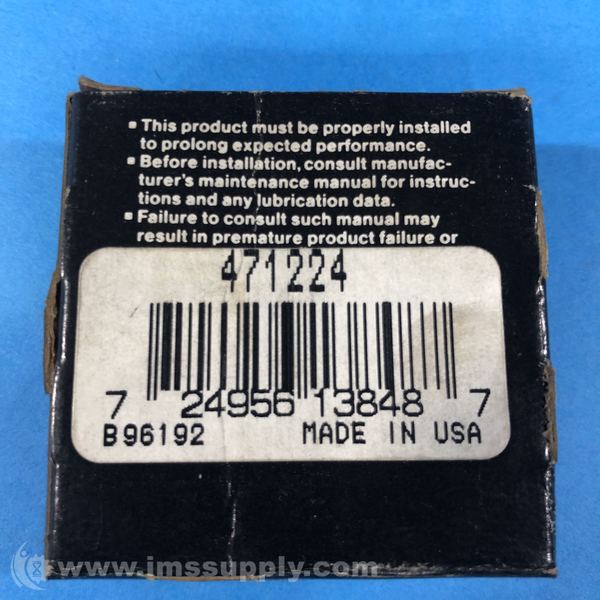 ▪ This product must be properly installed
to prolong expected performance.
▪ Before installation, consult manufac-
turer's maintenance manual for instruc-
tions and any lubrication data.
▪ Failure to consult such manual may
result in premature product failure or
471224
7 24956 13848 7
B96192 MADE IN USA
www.imssupply.com